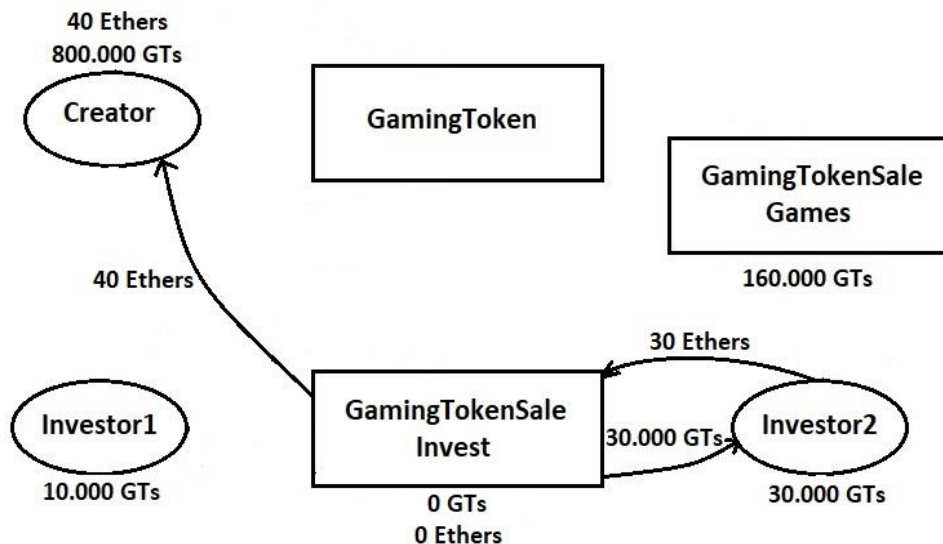 40 Ethers
800.000 GTs
Creator
GamingToken
GamingTokenSale
Games
160.000 GTs
40 Ethers
30 Ethers
Investor1
10.000 GTs
GamingTokenSale
Invest
0 GTs
0 Ethers
30.000 GTs
Investor2
30.000 GTs